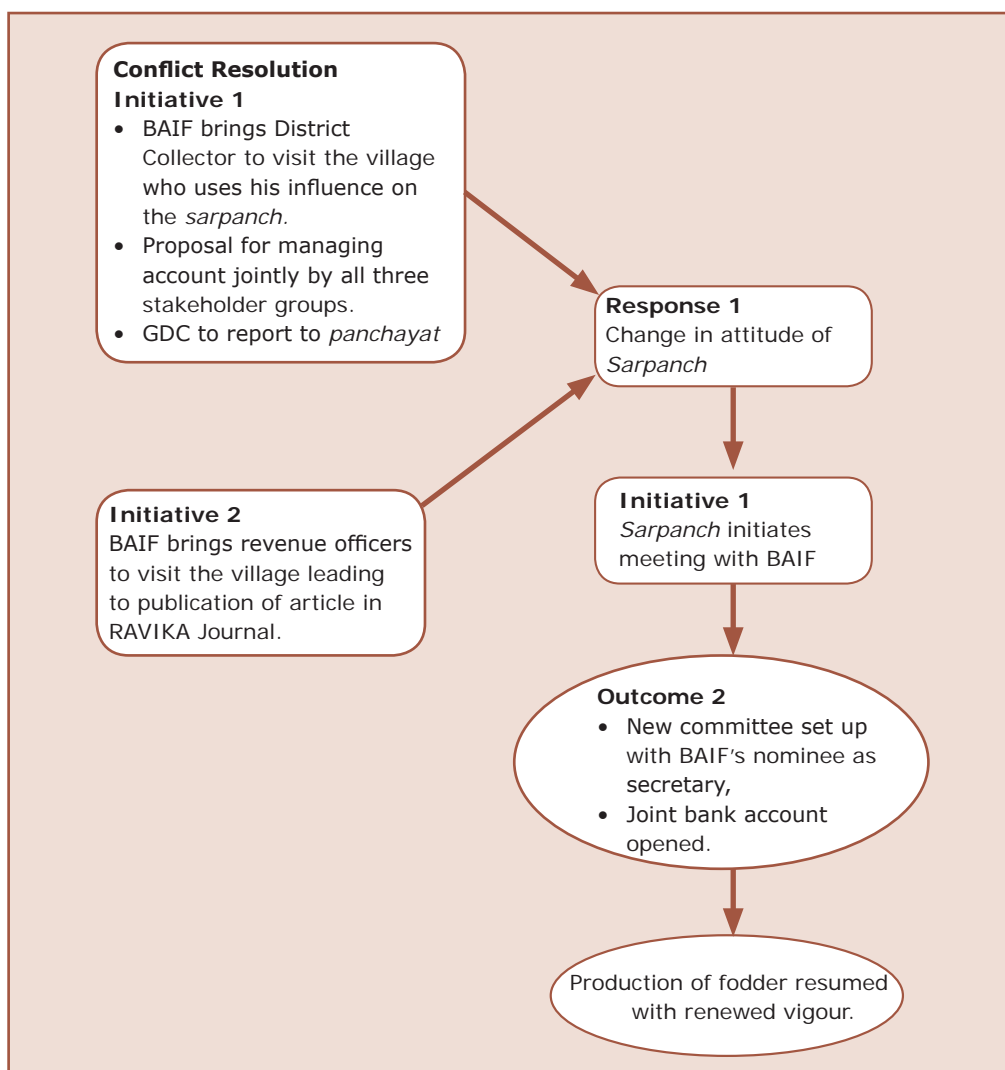 Conflict Resolution
Initiative 1
• BAIF brings District
Collector to visit the village
who uses his influence on
the sarpanch.
• Proposal for managing
account jointly by all three
stakeholder groups.
• GDC to report to panchayat
Response 1
Change in attitude of
Sarpanch
Initiative 2
BAIF brings revenue officers
to visit the village leading
to publication of article in
RAVIKA Journal.
Initiative 1
Sarpanch initiates
meeting with BAIF
Outcome 2
• New committee set up
with BAIF’s nominee as
secretary,
• Joint bank account
opened.
Production of fodder resumed
with renewed vigour.